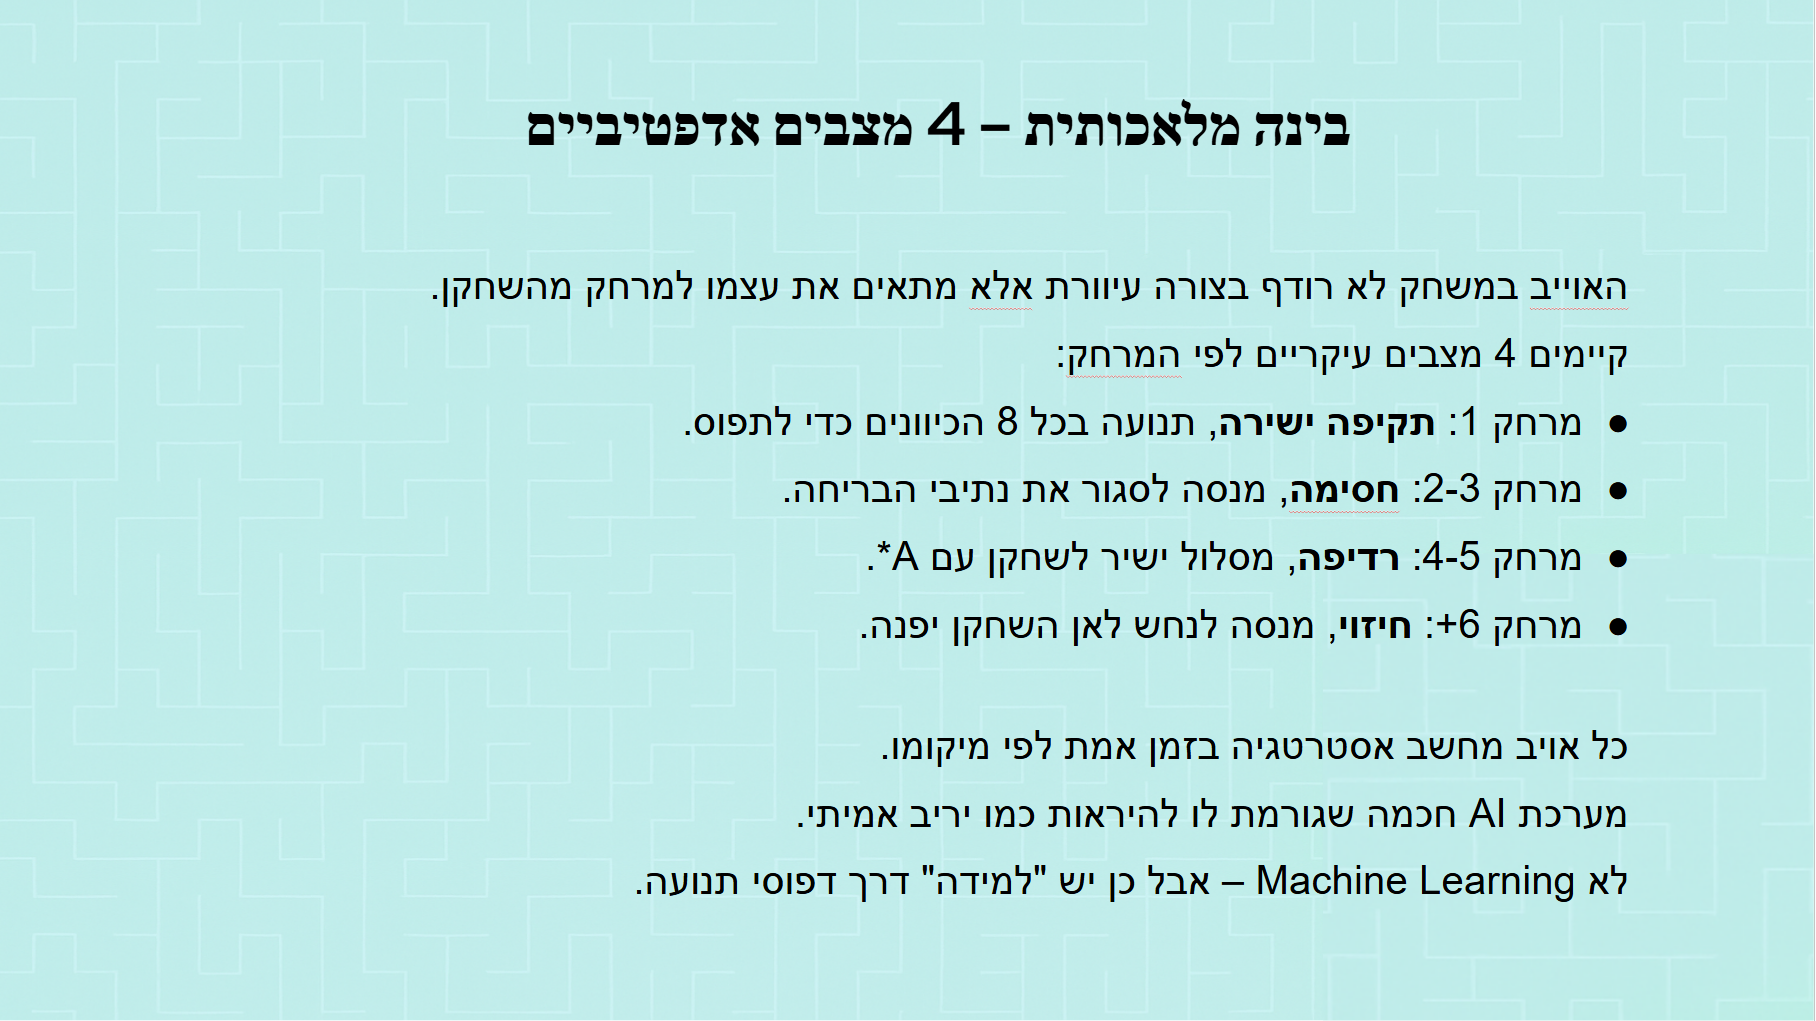 בינה מלאכותית – 4 מצבים אדפטיביים
האוייב במשחק לא רודף בצורה עיוורת אלא מתאים את עצמו למרחק מהשחקן.
קיימים 4 מצבים עיקריים לפי המרחק:
● מרחק 1: תקיפה ישירה, תנועה בכל 8 הכיוונים כדי לתפוס.
● מרחק 2-3: חסימה, מנסה לסגור את נתיבי הבריחה.
● מרחק 4-5: רדיפה, מסלול ישיר לשחקן עם A*.
● מרחק 6+: חיזוי, מנסה לנחש לאן השחקן יפנה.
כל אויב מחשב אסטרטגיה בזמן אמת לפי מיקומו.
מערכת AI חכמה שגורמת לו להיראות כמו יריב אמיתי.
לא Machine Learning – אבל כן יש "למידה" דרך דפוסי תנועה.